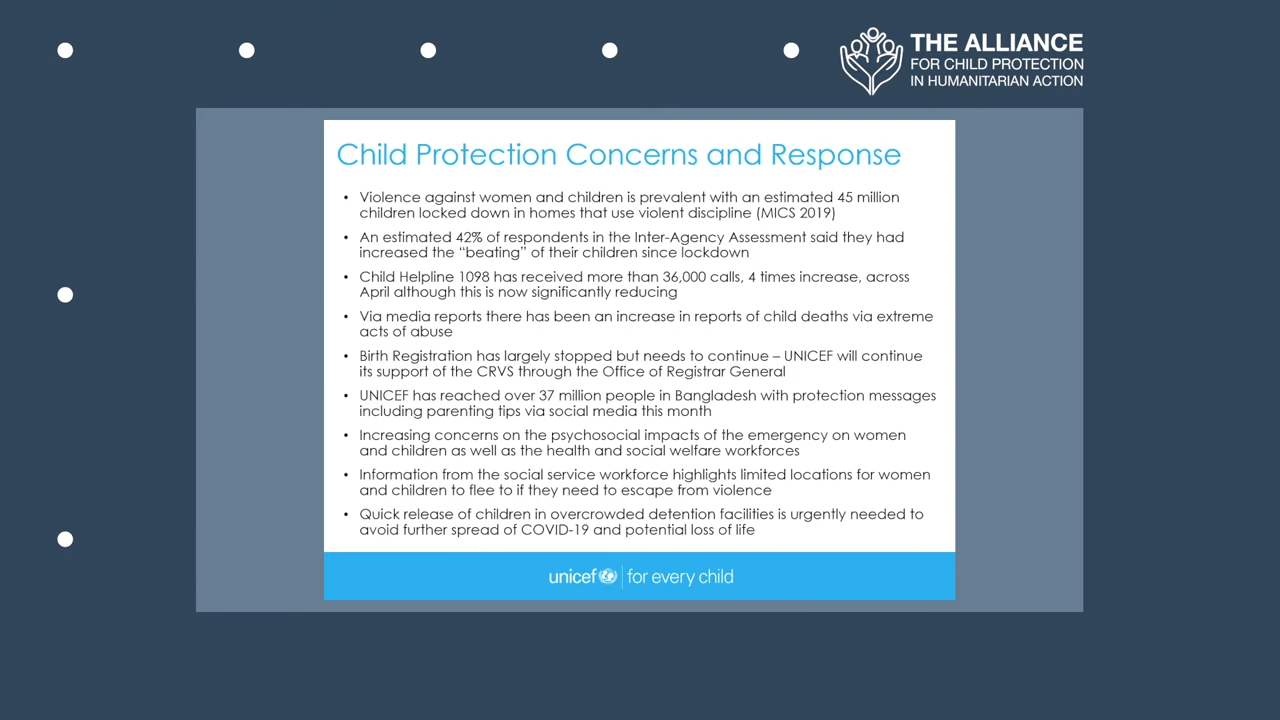 THE ALLIANCE
FOR CHILD PROTECTION
IN HUMANITARIAN ACTION
Child Protection Concerns and Response
• Violence against women and children is prevalent with an estimated 45 million
children locked down in homes that use violent discipline (MICS 2019)
• An estimated 42% of respondents in the Inter-Agency Assessment said they had
increased the “beating” of their children since lockdown
• Child Helpline 1098 has received more than 36,000 calls, 4 times increase, across
April although this is now significantly reducing
• Via media reports there has been an increase in reports of child deaths via extreme
acts of abuse
• Birth Registration has largely stopped but needs to continue – UNICEF will continue
its support of the CRVS through the Office of Registrar General
• UNICEF has reached over 37 million people in Bangladesh with protection messages
including parenting tips via social media this month
• Increasing concerns on the psychosocial impacts of the emergency on women
and children as well as the health and social welfare workforces
• Information from the social service workforce highlights limited locations for women
and children to flee to if they need to escape from violence
• Quick release of children in overcrowded detention facilities is urgently needed to
avoid further spread of COVID-19 and potential loss of life
unicef | for every child